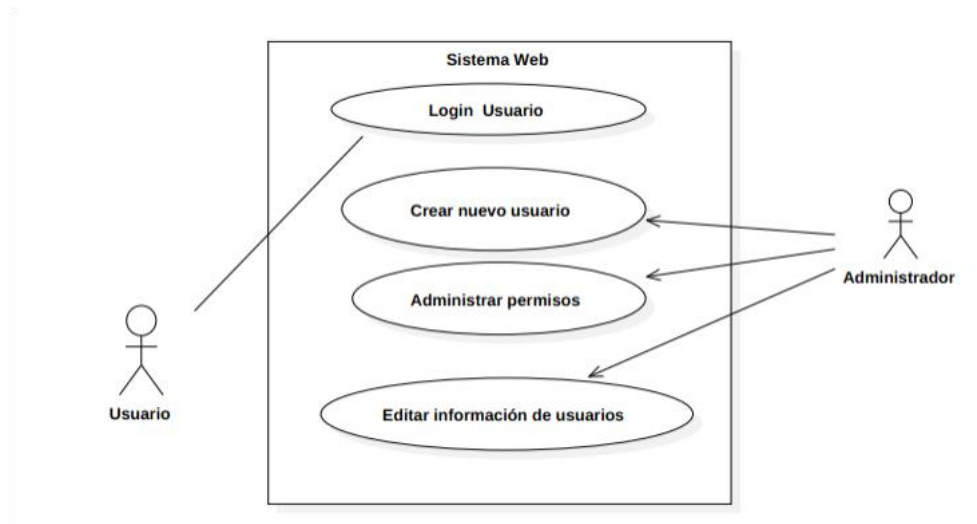 Sistema Web
Login Usuario
Crear nuevo usuario
Administrar permisos
Administrador
Editar información de usuarios
Usuario